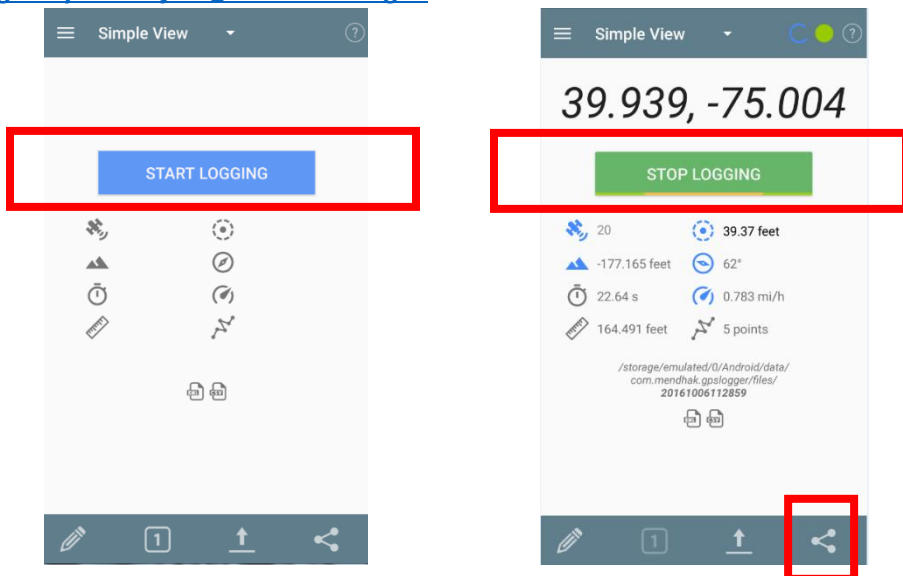 Simple View
?
START LOGGING
1
Simple View
?
39.939, -75.004
STOP LOGGING
20
39.37 feet
-177.165 feet
62°
22.64 s
0.783 mi/h
164.491 feet
5 points
/storage/emulated/0/Android/data/
com.mendhak.gpslogger/files/
20161006112859
1